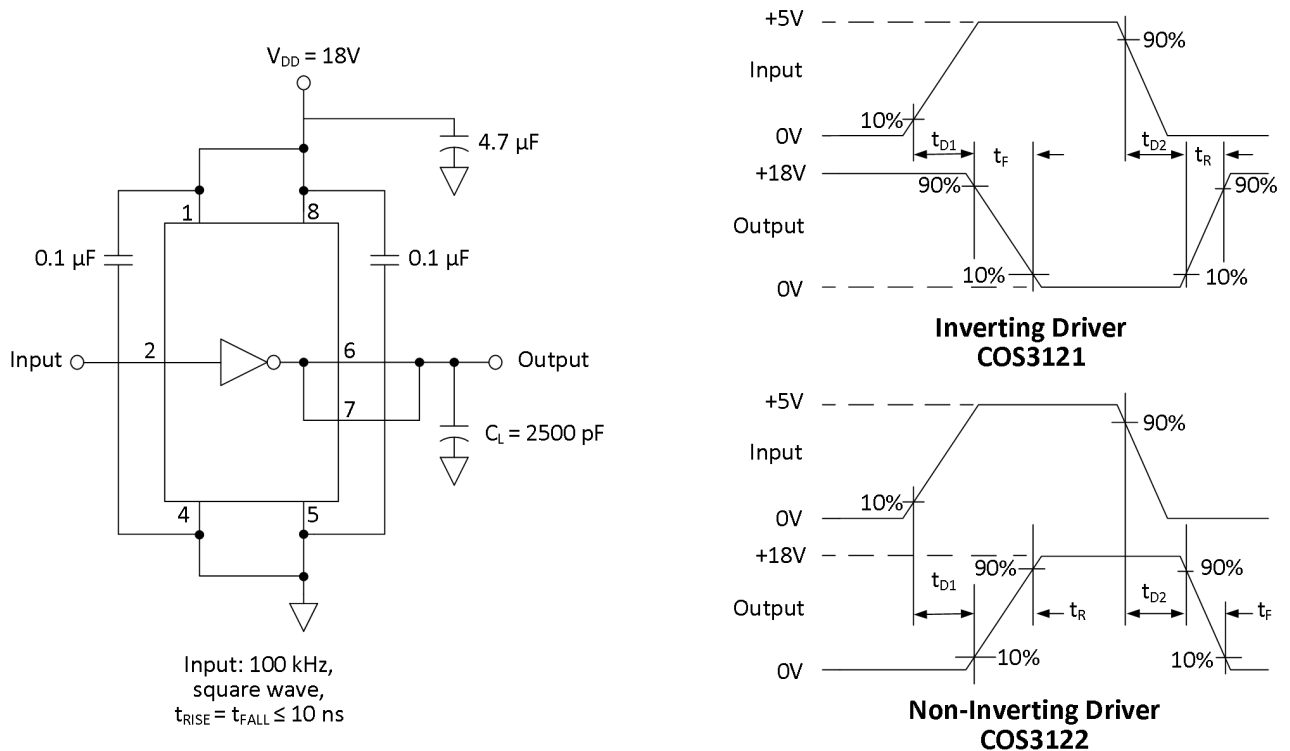 V_DD = 18V
4.7 µF
1
8
0.1 µF
0.1 µF
Input
2
6
Output
7
C_L = 2500 pF
4
5
Input: 100 kHz,
square wave,
t_RISE = t_FALL ≤ 10 ns
+5V
90%
Input
10%
0V
t_D1
t_F
t_D2
t_R
+18V
90%
90%
Output
10%
10%
0V
Inverting Driver
COS3121
+5V
90%
Input
10%
0V
+18V
90%
90%
t_D1
t_D2
Output
t_R
t_F
10%
10%
0V
Non-Inverting Driver
COS3122